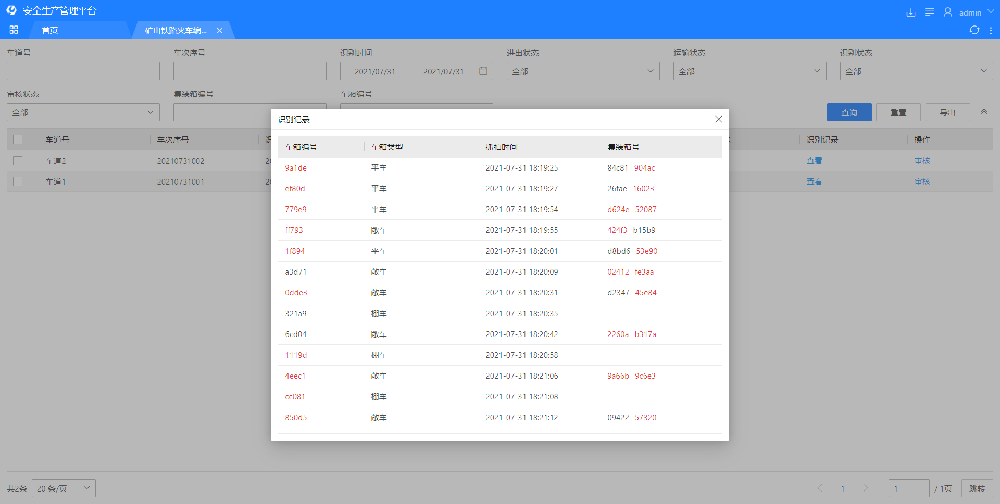 安全生产管理平台
admin
首页
矿山铁路火车编...
车道号 车次序号 识别时间 进出状态 运输状态 识别状态
2021/07/31 - 2021/07/31 全部 全部 全部
审核状态 集装箱编号 车厢编号
全部 查询 重置 导出
识别记录
车道号 车次序号 识别记录 操作
车道2 20210731002 查看 审核
车道1 20210731001 查看 审核
车箱编号 车箱类型 抓拍时间 集装箱号
9a1de 平车 2021-07-31 18:19:25 84c81 904ac
ef80d 平车 2021-07-31 18:19:27 26fae 16023
779e9 平车 2021-07-31 18:19:54 d624e 52087
ff793 敞车 2021-07-31 18:19:55 424f3 b15b9
1f894 平车 2021-07-31 18:20:01 d8bd6 53e90
a3d71 敞车 2021-07-31 18:20:09 02412 fe3aa
0dde3 敞车 2021-07-31 18:20:31 d2347 45e84
321a9 棚车 2021-07-31 18:20:35
6cd04 敞车 2021-07-31 18:20:42 2260a b317a
1119d 棚车 2021-07-31 18:20:58
4eec1 敞车 2021-07-31 18:21:06 9a66b 9c6e3
cc081 棚车 2021-07-31 18:21:08
850d5 敞车 2021-07-31 18:21:12 09422 57320
共2条 20 条/页 1 1 / 1页 跳转